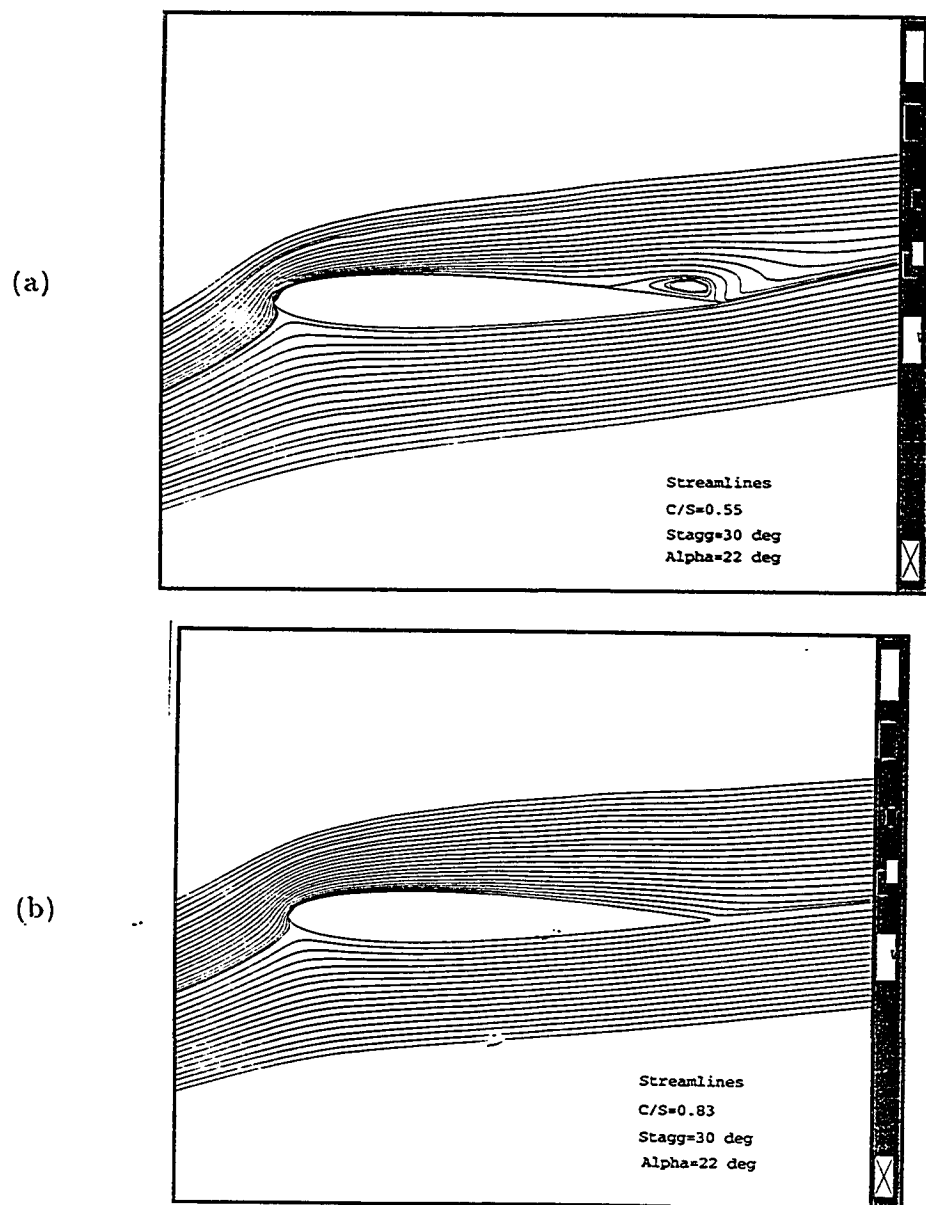 (a)
Streamlines
C/S=0.55
Stagg=30 deg
Alpha=22 deg
(b)
Streamlines
C/S=0.83
Stagg=30 deg
Alpha=22 deg